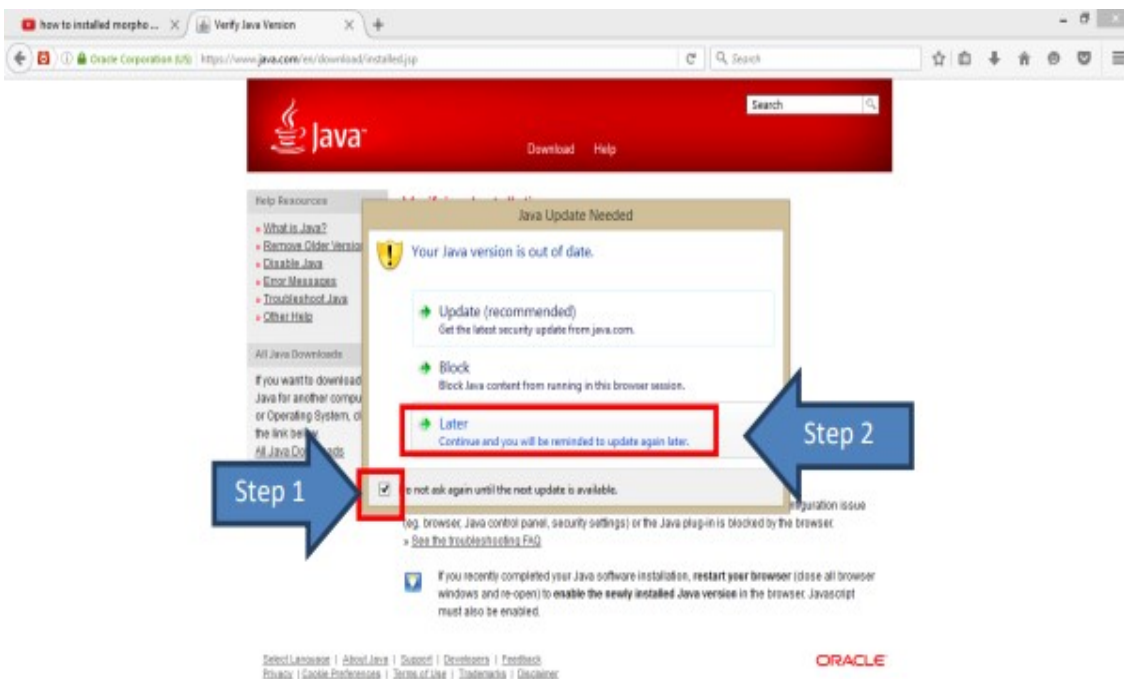 how to installed morpho ...
Verify Java Version
Oracle Corporation (US)
https://www.java.com/en/download/installed.jsp
Search
Java
Search
Download Help
Help Resources
What is Java?
Remove Older Versio
Disable Java
Error Messages
Troubleshoot Java
Other Help
All Java Downloads
If you want to download
Java for another compu
or Operating System, cl
the link below
All Java Do ads
Java Update Needed
Your Java version is out of date.
Update (recommended)
Get the latest security update from java.com.
Block
Block Java content from running in this browser session.
Later
Continue and you will be reminded to update again later.
not ask again until the next update is available.
Step 1
Step 2
nfiguration issue
(eg. browser, Java control panel, security settings) or the Java plug-in is blocked by the browser.
» See the troubleshooting FAQ
If you recently completed your Java software installation, restart your browser (close all browser
windows and re-open) to enable the newly installed Java version in the browser. Javascript
must also be enabled.
Select Language | About Java | Support | Developers | Feedback
Privacy | Cookie Preferences | Terms of Use | Trademarks | Disclaimer
ORACLE